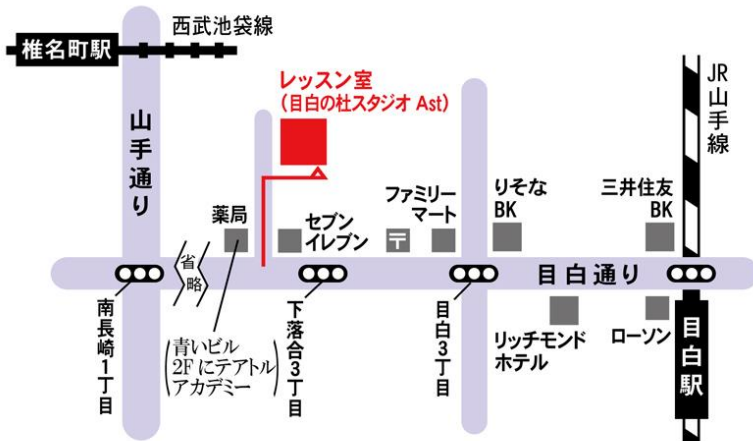 西武池袋線
椎名町駅
レッスン室
(目白の杜スタジオ Ast)
JR山手線
山手通り
薬局
セブン
イレブン
〒
ファミリー
マート
りそな
BK
三井住友
BK
省略
目白通り
南長崎1丁目
(青いビル
2Fにテアトル
アカデミー)
下落合3丁目
目白3丁目
リッチモンド
ホテル
ローソン
目白駅